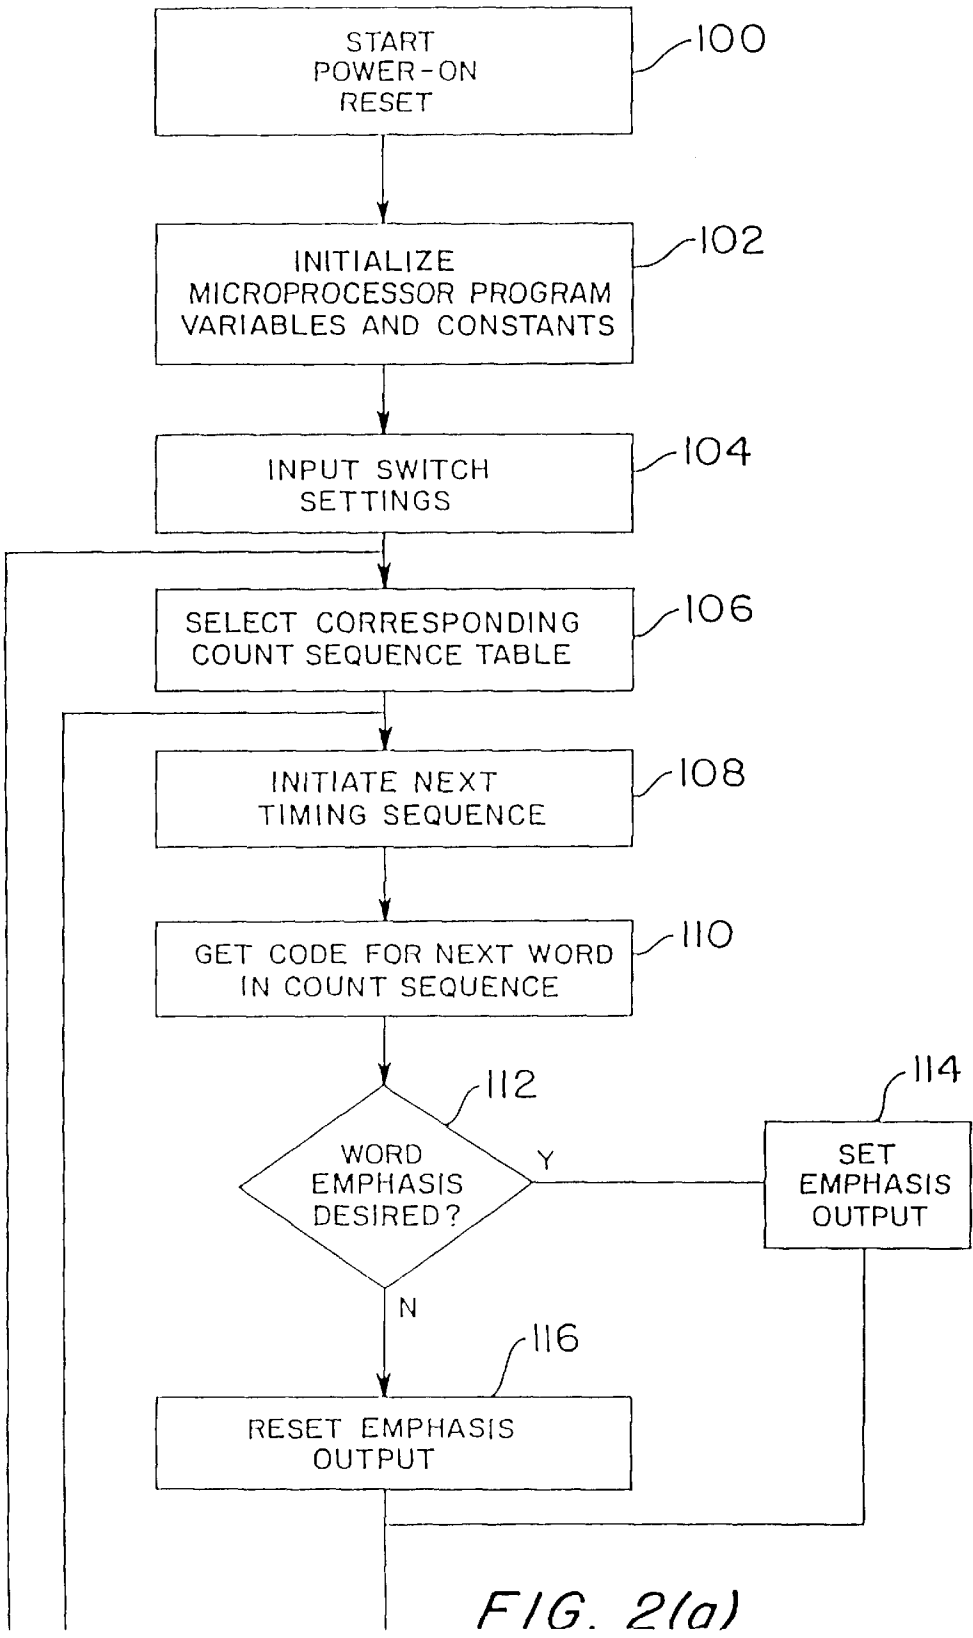 START
POWER-ON
RESET
100
INITIALIZE
MICROPROCESSOR PROGRAM
VARIABLES AND CONSTANTS
102
INPUT SWITCH
SETTINGS
104
SELECT CORRESPONDING
COUNT SEQUENCE TABLE
106
INITIATE NEXT
TIMING SEQUENCE
108
GET CODE FOR NEXT WORD
IN COUNT SEQUENCE
110
112
WORD
EMPHASIS
DESIRED?
Y
N
114
SET
EMPHASIS
OUTPUT
116
RESET EMPHASIS
OUTPUT
FIG. 2(a)